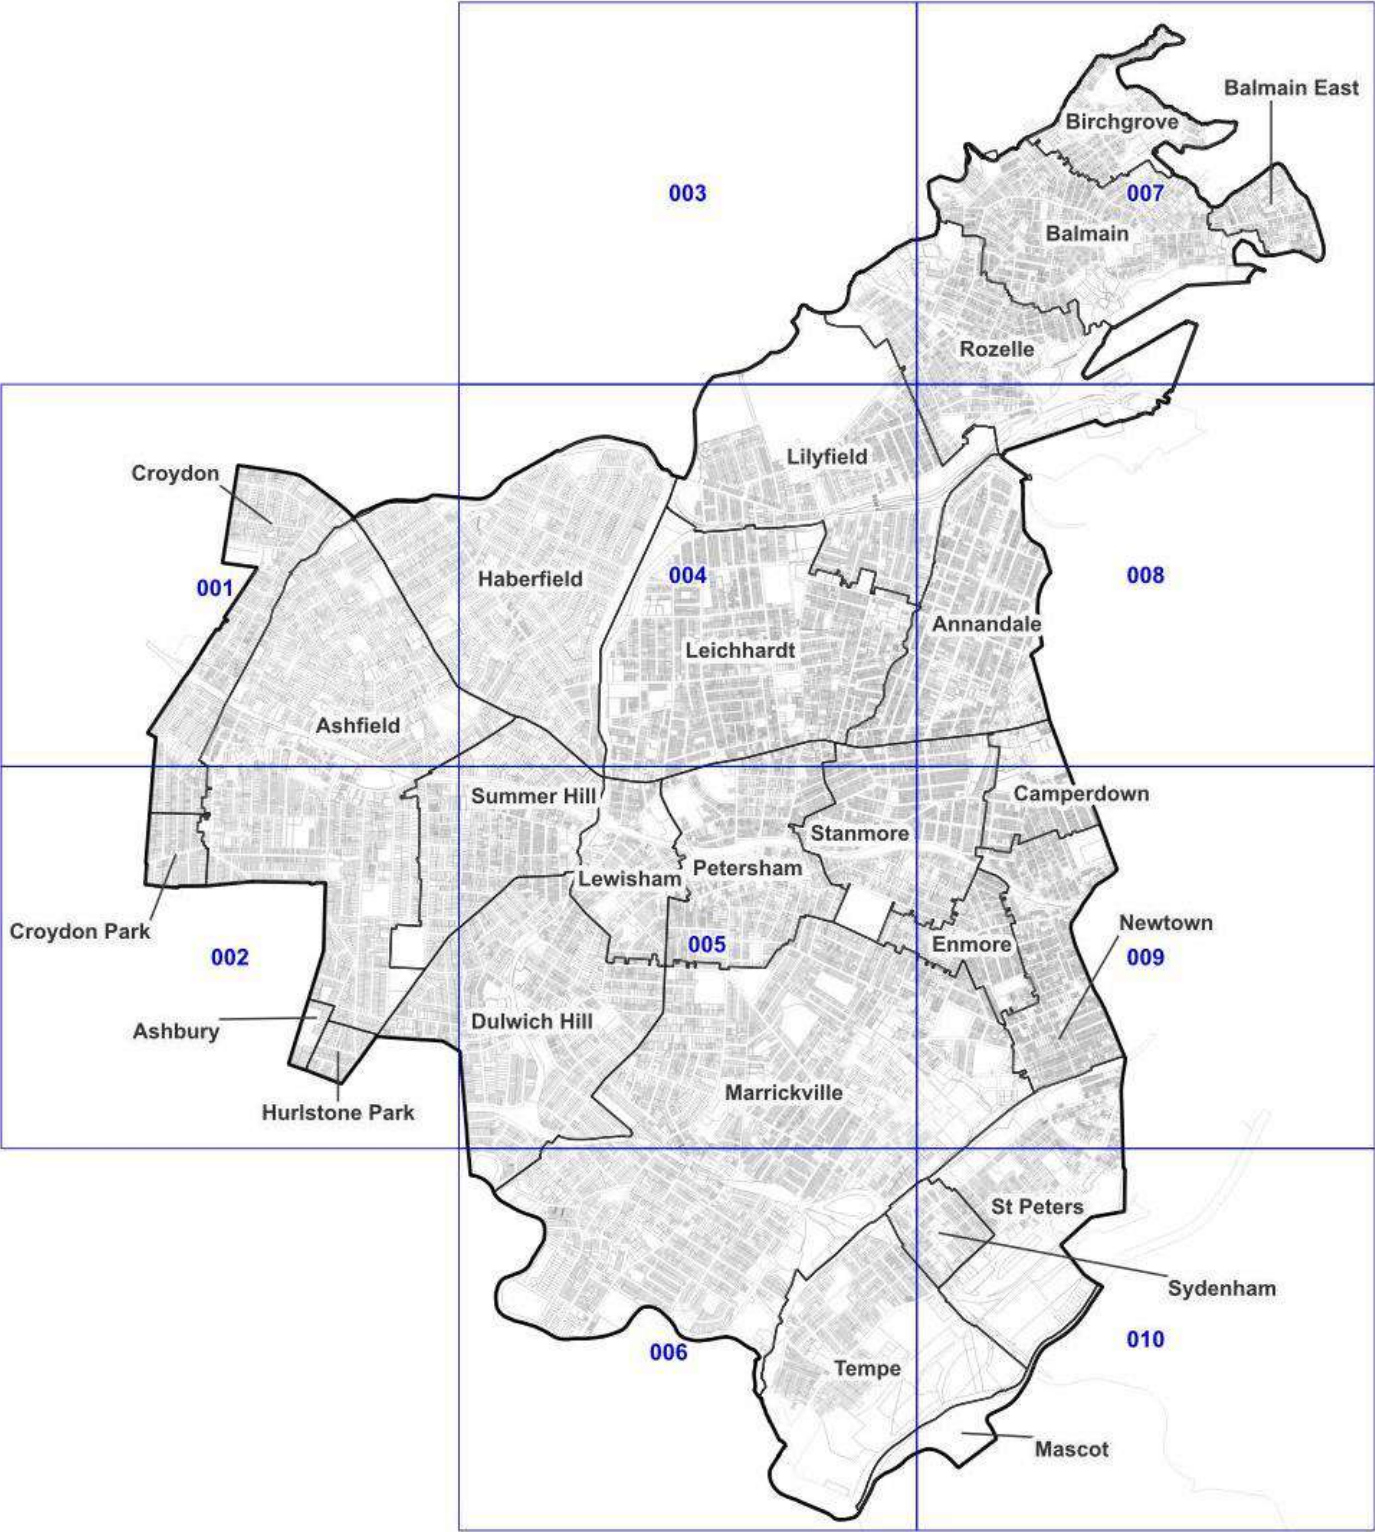 Balmain East
Birchgrove
003
007
Balmain
Rozelle
Croydon
Lilyfield
001
Haberfield
004
008
Annandale
Leichhardt
Ashfield
Summer Hill
Camperdown
Stanmore
Lewisham
Petersham
Croydon Park
Newtown
002
005
Enmore
009
Ashbury
Dulwich Hill
Marrickville
Hurlstone Park
St Peters
Sydenham
006
010
Tempe
Mascot